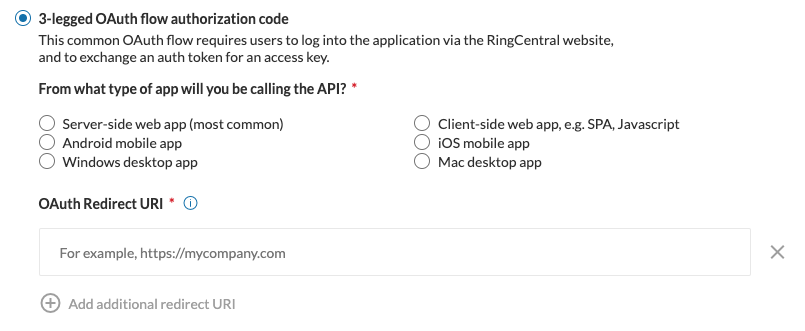 3-legged OAuth flow authorization code
This common OAuth flow requires users to log into the application via the RingCentral website,
and to exchange an auth token for an access key.
From what type of app will you be calling the API? *
Server-side web app (most common)
Client-side web app, e.g. SPA, Javascript
Android mobile app
iOS mobile app
Windows desktop app
Mac desktop app
OAuth Redirect URI *
For example, https://mycompany.com
Add additional redirect URI